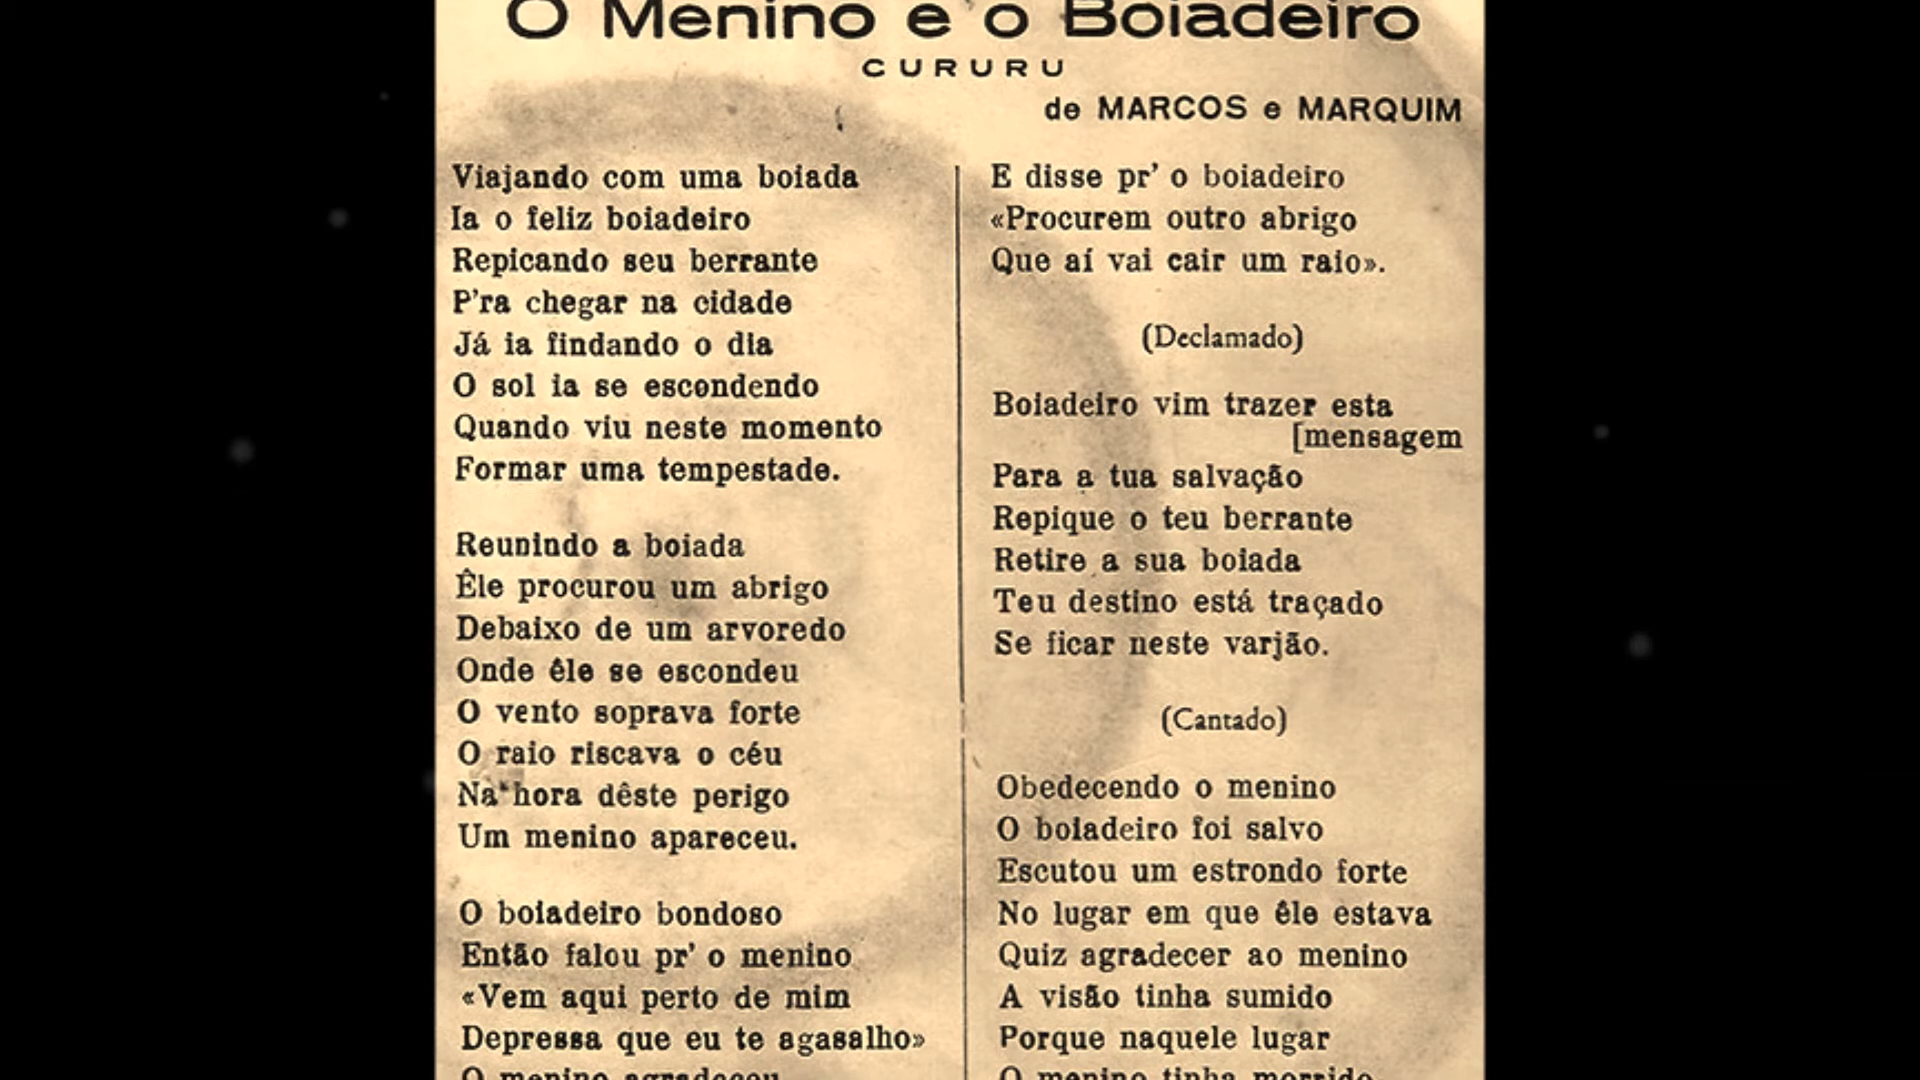 O Menino e o Boiadeiro
CURURU
de MARCOS e MARQUIM
Viajando com uma boiada
Ia o feliz boiadeiro
Repicando seu berrante
P'ra chegar na cidade
Já ia findando o dia
O sol ia se escondendo
Quando viu neste momento
Formar uma tempestade.
Reunindo a boiada
Êle procurou um abrigo
Debaixo de um arvoredo
Onde êle se escondeu
O vento soprava forte
O raio riscava o céu
Na hora dêste perigo
Um menino apareceu.
O boiadeiro bondoso
Então falou pr' o menino
«Vem aqui perto de mim
Depressa que eu te agasalho»
O menino agradeceu
E disse pr' o boiadeiro
«Procurem outro abrigo
Que aí vai cair um raio».
(Declamado)
Boiadeiro vim trazer esta
[mensagem
Para a tua salvação
Repique o teu berrante
Retire a sua boiada
Teu destino está traçado
Se ficar neste varjão.
(Cantado)
Obedecendo o menino
O boiadeiro foi salvo
Escutou um estrondo forte
No lugar em que êle estava
Quiz agradecer ao menino
A visão tinha sumido
Porque naquele lugar
O menino tinha morrido